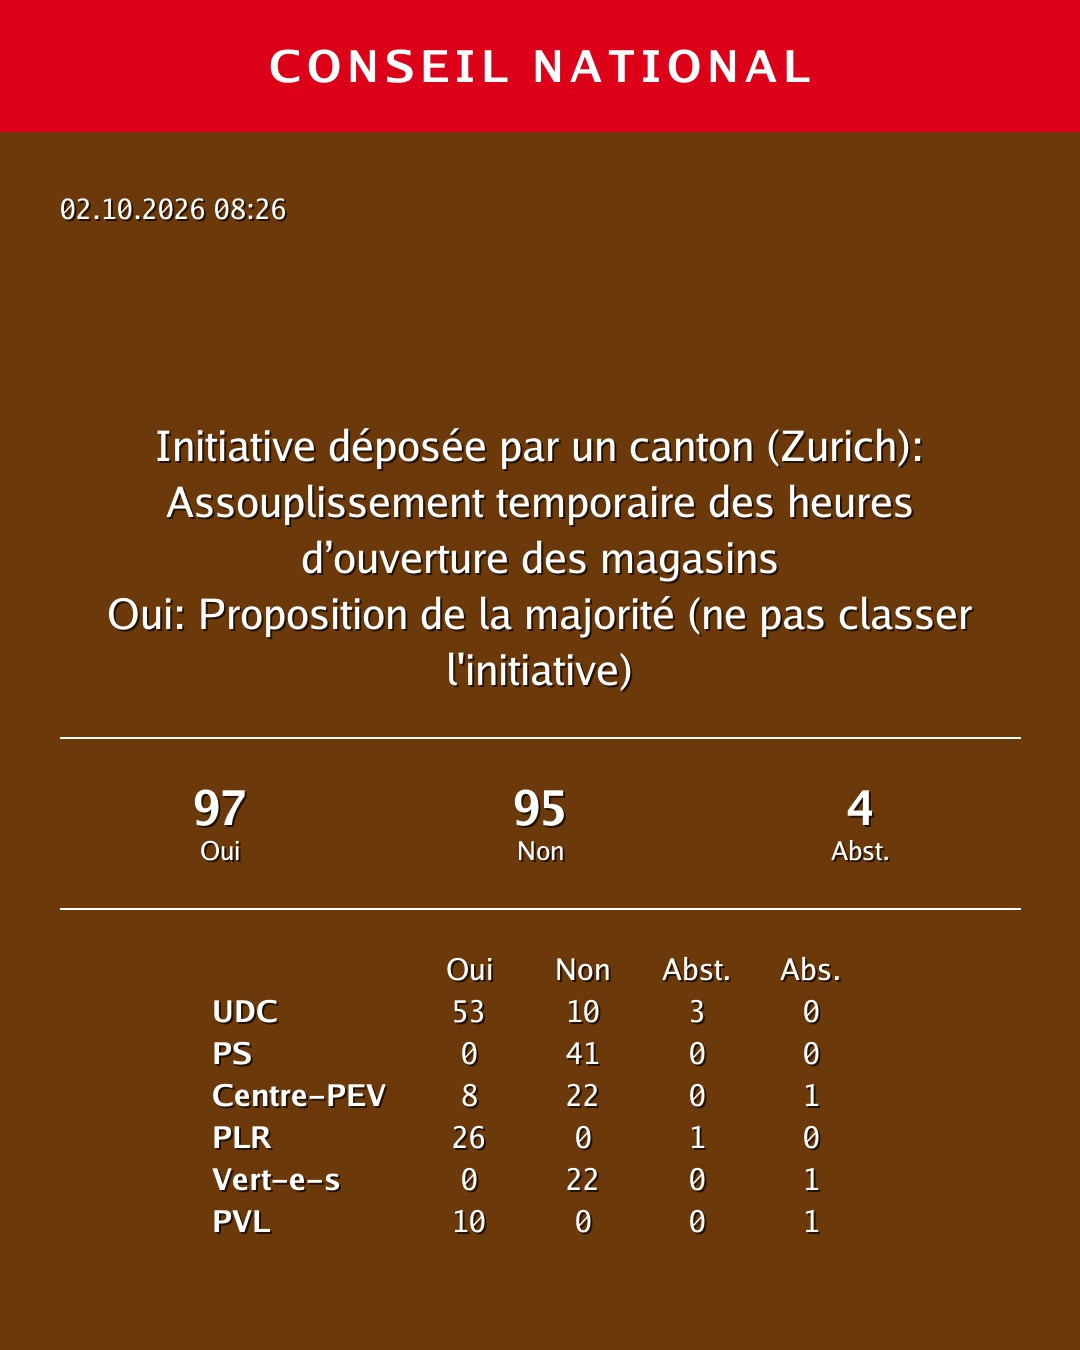 CONSEIL NATIONAL
02.10.2026 08:26
Initiative déposée par un canton (Zurich):
Assouplissement temporaire des heures
d’ouverture des magasins
Oui: Proposition de la majorité (ne pas classer
l'initiative)
97 95 4
Oui Non Abst.
Oui Non Abst. Abs.
UDC 53 10 3 0
PS 0 41 0 0
Centre-PEV 8 22 0 1
PLR 26 0 1 0
Vert-e-s 0 22 0 1
PVL 10 0 0 1